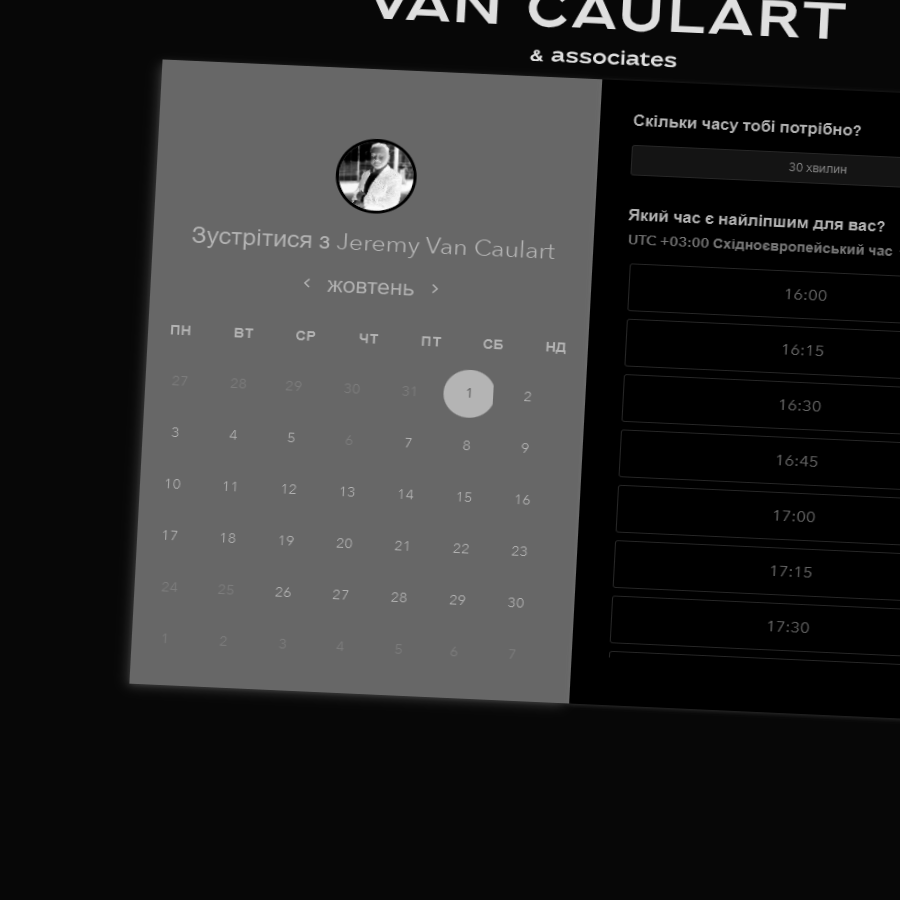 VAN CAULART
& associates
Зустрітися з Jeremy Van Caulart
‹ жовтень ›
ПН ВТ СР ЧТ ПТ СБ НД
27 28 29 30 31 1 2
3 4 5 6 7 8 9
10 11 12 13 14 15 16
17 18 19 20 21 22 23
24 25 26 27 28 29 30
1 2 3 4 5 6 7
Скільки часу тобі потрібно?
30 хвилин
Який час є найліпшим для вас?
UTC +03:00 Східноєвропейський час
16:00
16:15
16:30
16:45
17:00
17:15
17:30